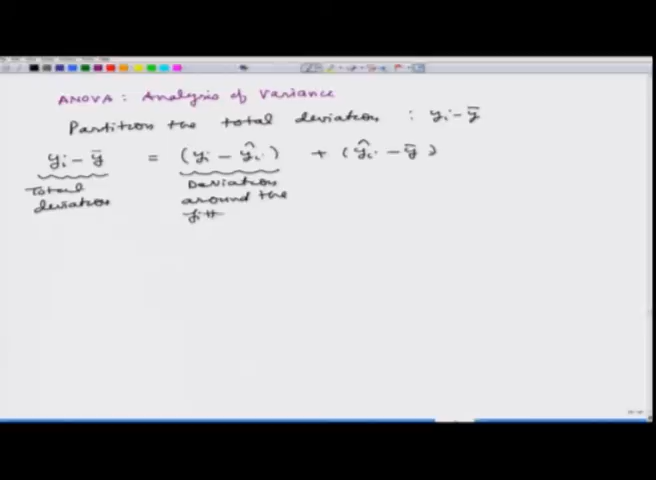 ANOVA : Analysis of Variance
Partition the total deviation : yᵢ - ȳ
yᵢ - ȳ = (yᵢ - ŷᵢ) + (ŷᵢ - ȳ)
Total deviation
Deviation around the fit